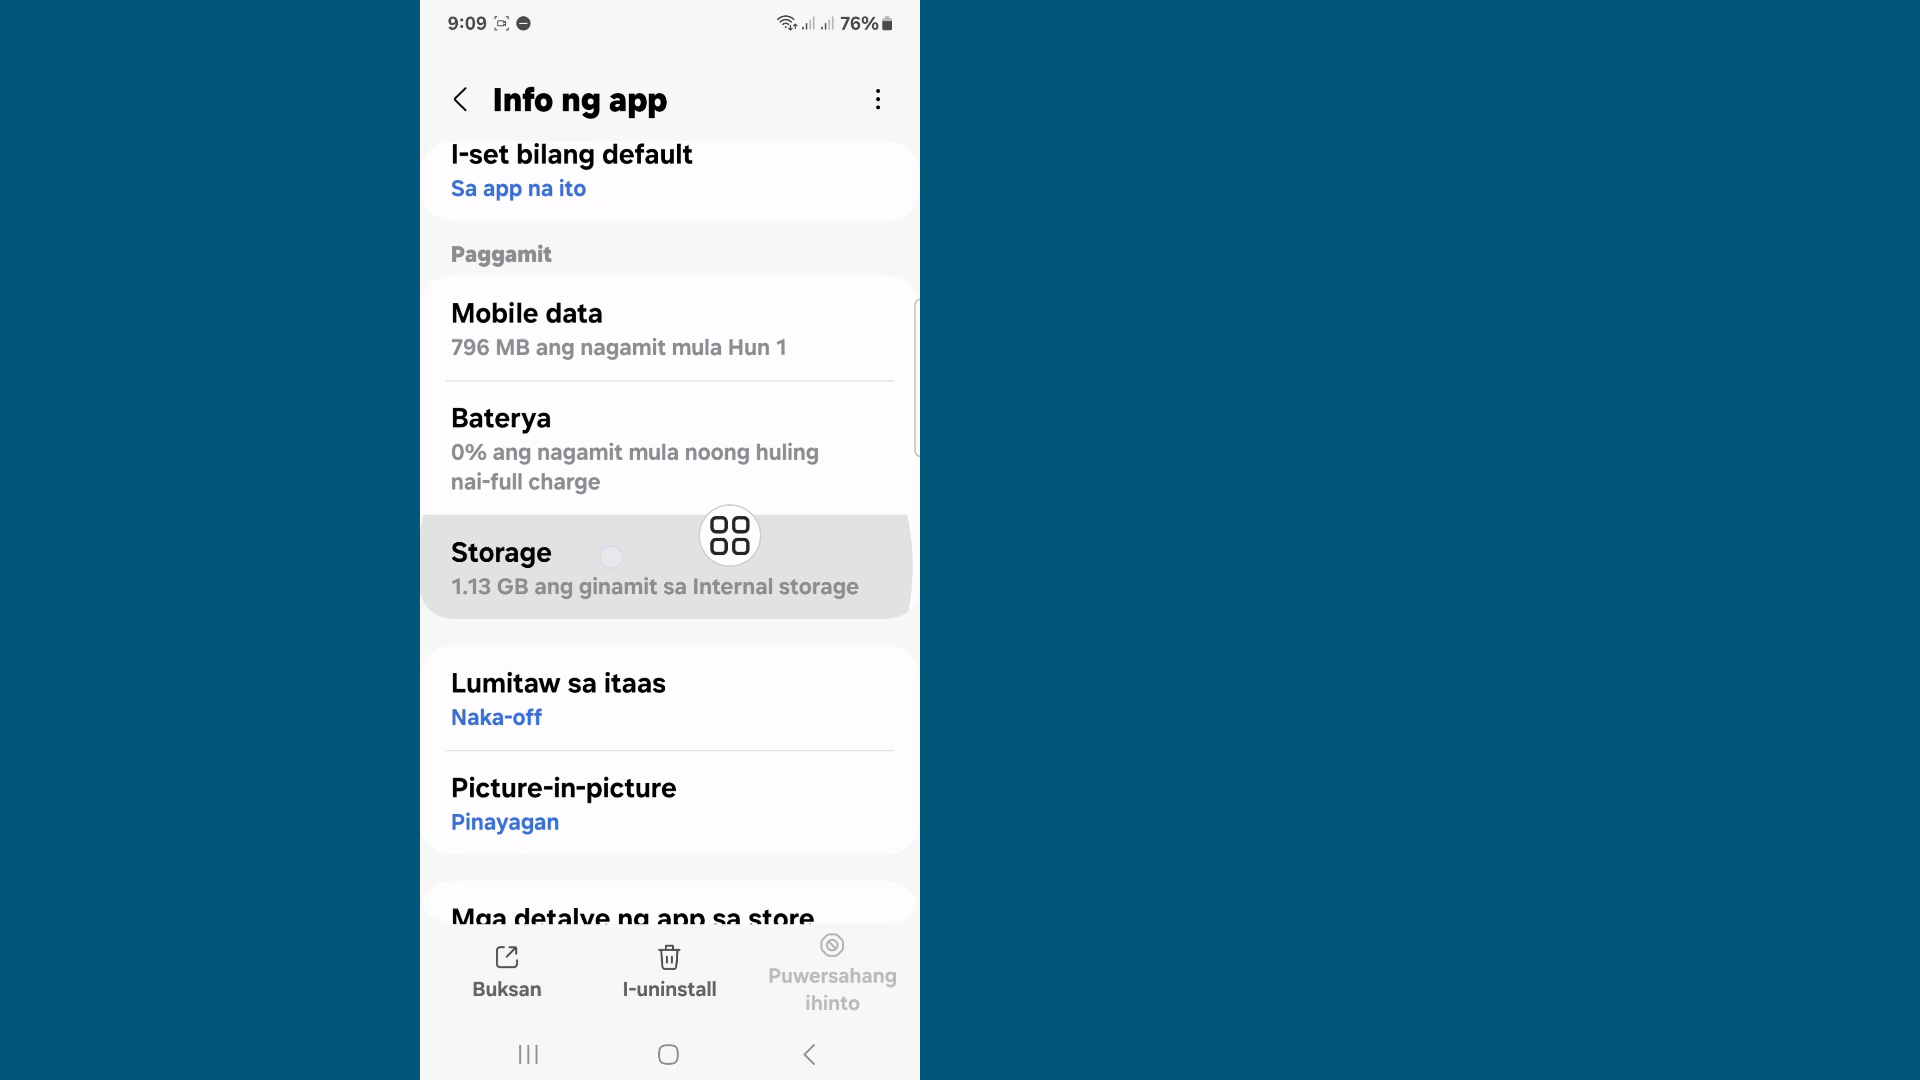 9:09
76%
Info ng app
I-set bilang default
Sa app na ito
Paggamit
Mobile data
796 MB ang nagamit mula Hun 1
Baterya
0% ang nagamit mula noong huling
nai-full charge
Storage
1.13 GB ang ginamit sa Internal storage
Lumitaw sa itaas
Naka-off
Picture-in-picture
Pinayagan
Mga detalye ng app sa store
Buksan
I-uninstall
Puwersahang
ihinto